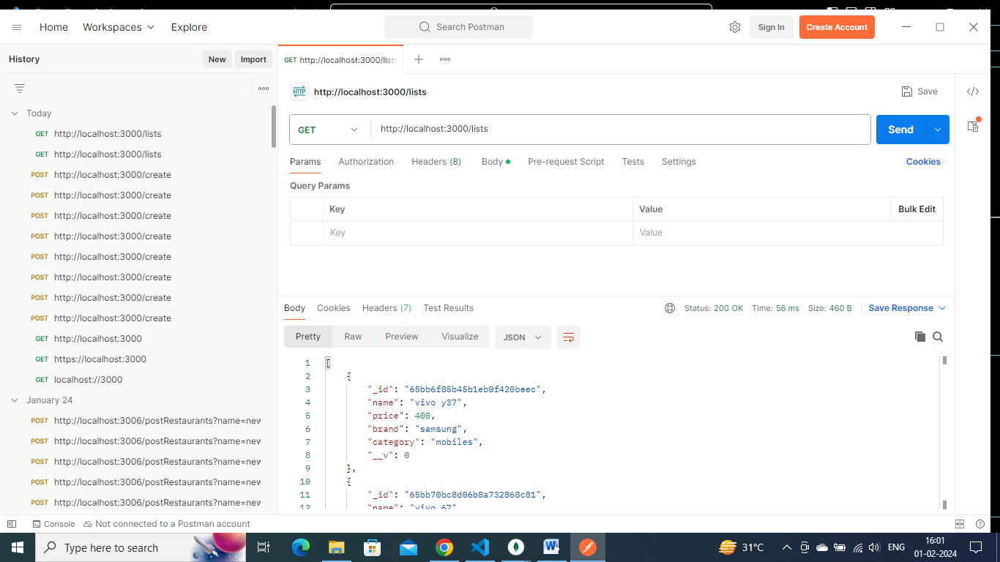 Home Workspaces Explore Search Postman Sign In Create Account
History New Import
GET http://localhost:3000/lists
HTTP http://localhost:3000/lists Save
Today
GET http://localhost:3000/lists
GET http://localhost:3000/lists
POST http://localhost:3000/create
POST http://localhost:3000/create
POST http://localhost:3000/create
POST http://localhost:3000/create
POST http://localhost:3000/create
POST http://localhost:3000/create
POST http://localhost:3000/create
POST http://localhost:3000/create
GET http://localhost:3000
GET https://localhost:3000
GET localhost://3000
January 24
POST http://localhost:3006/postRestaurants?name=new
POST http://localhost:3006/postRestaurants?name=new
POST http://localhost:3006/postRestaurants?name=new
POST http://localhost:3006/postRestaurants?name=new
POST http://localhost:3006/postRestaurants?name=new
GET http://localhost:3000/lists Send
Params Authorization Headers (8) Body Pre-request Script Tests Settings Cookies
Query Params
Key Value Bulk Edit
Key Value
Body Cookies Headers (7) Test Results Status: 200 OK Time: 56 ms Size: 460 B Save Response
Pretty Raw Preview Visualize JSON
1 [
2 {
3 "_id": "65bb6f85b45b1eb0f420beec",
4 "name": "vivo y37",
5 "price": 400,
6 "brand": "samsung",
7 "category": "mobiles",
8 "__v": 0
9 },
10 {
11 "_id": "65bb70bc8d06b8a732868c81",
12 "name": "vivo 67"
Console Not connected to a Postman account
Type here to search 31°C ENG 16:01
01-02-2024